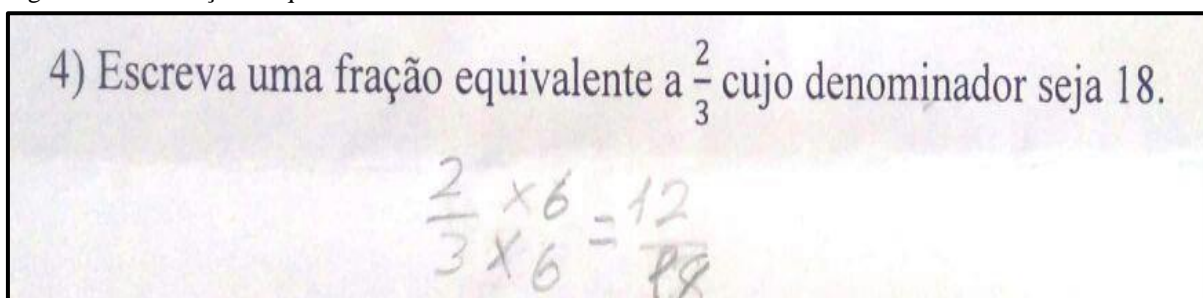 4) Escreva uma fração equivalente a 2/3 cujo denominador seja 18.
2/3 ×6/×6 = 12/18